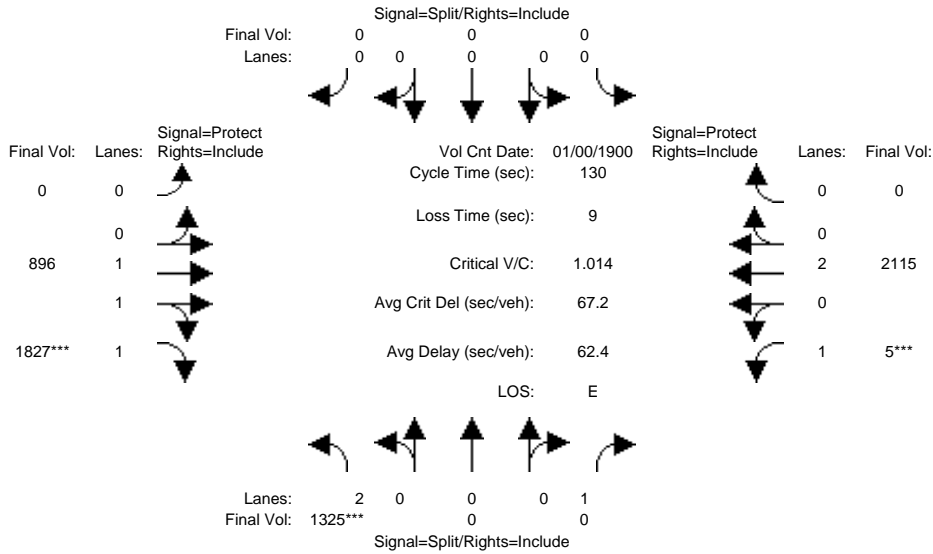 Signal=Split/Rights=Include
Final Vol: 0 0 0
Lanes: 0 0 0 0 0
Signal=Protect Signal=Protect
Final Vol: Lanes: Rights=Include Vol Cnt Date: 01/00/1900 Rights=Include Lanes: Final Vol:
Cycle Time (sec): 130
0 0 0 0
Loss Time (sec): 9
0 0
896 1 Critical V/C: 1.014 2 2115
1 Avg Crit Del (sec/veh): 67.2 0
1827*** 1 Avg Delay (sec/veh): 62.4 1 5***
LOS: E
Lanes: 2 0 0 0 1
Final Vol: 1325*** 0 0
Signal=Split/Rights=Include